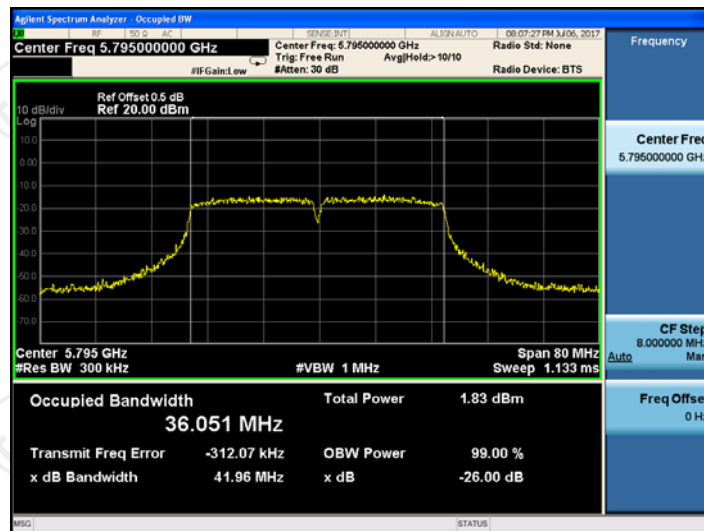 Agilent Spectrum Analyzer - Occupied BW
RF 50 Ω AC SENSE:INT ALIGN AUTO 08:07:27 PM Jul 06, 2017
Center Freq 5.795000000 GHz
Center Freq: 5.795000000 GHz
Radio Std: None
Trig: Free Run Avg|Hold:> 10/10
#IFGain:Low
#Atten: 30 dB
Radio Device: BTS
Ref Offset 0.5 dB
10 dB/div Ref 20.00 dBm
Log
10.0
0.00
-10.0
-20.0
-30.0
-40.0
-50.0
-60.0
-70.0
Center 5.795 GHz Span 80 MHz
#Res BW 300 kHz #VBW 1 MHz Sweep 1.133 ms
Occupied Bandwidth Total Power 1.83 dBm
36.051 MHz
Transmit Freq Error -312.07 kHz OBW Power 99.00 %
x dB Bandwidth 41.96 MHz x dB -26.00 dB
MSG STATUS
Frequency
Center Freq
5.795000000 GHz
CF Step
8.000000 MHz
Auto Man
Freq Offse
0 Hz